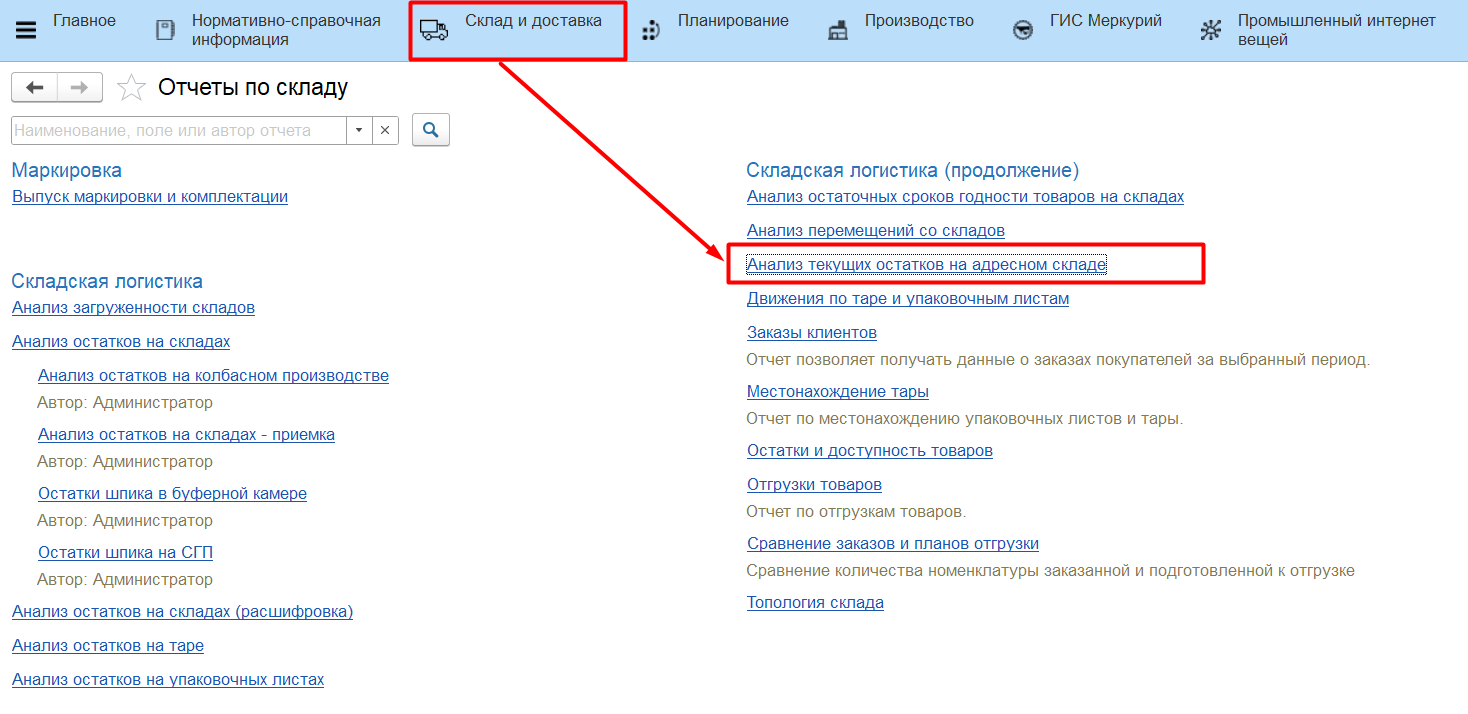 Главное
Нормативно-справочная
информация
Склад и доставка
Планирование
Производство
ГИС Меркурий
Промышленный интернет
вещей
Отчеты по складу
Наименование, поле или автор отчета
Маркировка
Выпуск маркировки и комплектации
Складская логистика
Анализ загруженности складов
Анализ остатков на складах
Анализ остатков на колбасном производстве
Автор: Администратор
Анализ остатков на складах - приемка
Автор: Администратор
Остатки шпика в буферной камере
Автор: Администратор
Остатки шпика на СГП
Автор: Администратор
Анализ остатков на складах (расшифровка)
Анализ остатков на таре
Анализ остатков на упаковочных листах
Складская логистика (продолжение)
Анализ остаточных сроков годности товаров на складах
Анализ перемещений со складов
Анализ текущих остатков на адресном складе
Движения по таре и упаковочным листам
Заказы клиентов
Отчет позволяет получать данные о заказах покупателей за выбранный период.
Местонахождение тары
Отчет по местонахождению упаковочных листов и тары.
Остатки и доступность товаров
Отгрузки товаров
Отчет по отгрузкам товаров.
Сравнение заказов и планов отгрузки
Сравнение количества номенклатуры заказанной и подготовленной к отгрузке
Топология склада